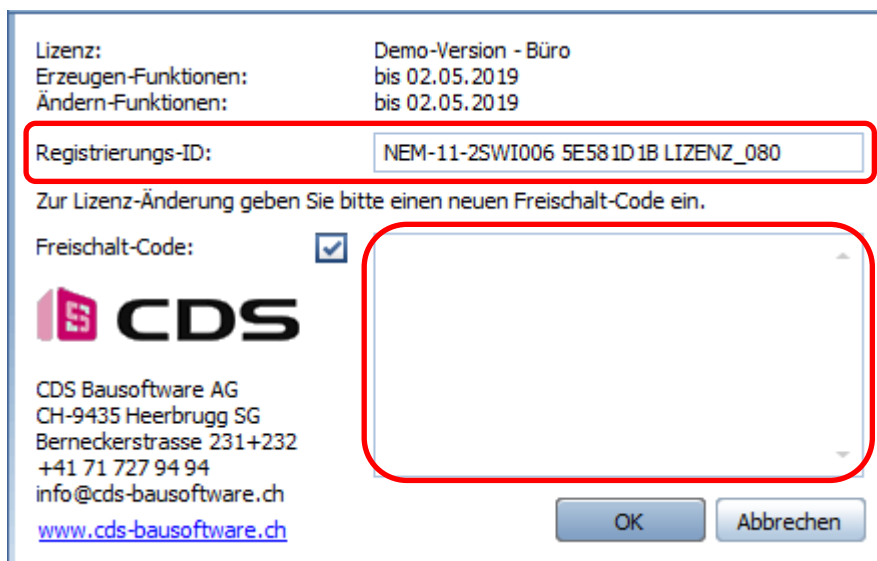 Lizenz: Demo-Version - Büro
Erzeugen-Funktionen: bis 02.05.2019
Ändern-Funktionen: bis 02.05.2019
Registrierungs-ID: NEM-11-2SWI006 5E581D1B LIZENZ_080
Zur Lizenz-Änderung geben Sie bitte einen neuen Freischalt-Code ein.
Freischalt-Code:
CDS
CDS Bausoftware AG
CH-9435 Heerbrugg SG
Berneckerstrasse 231+232
+41 71 727 94 94
info@cds-bausoftware.ch
www.cds-bausoftware.ch
OK Abbrechen